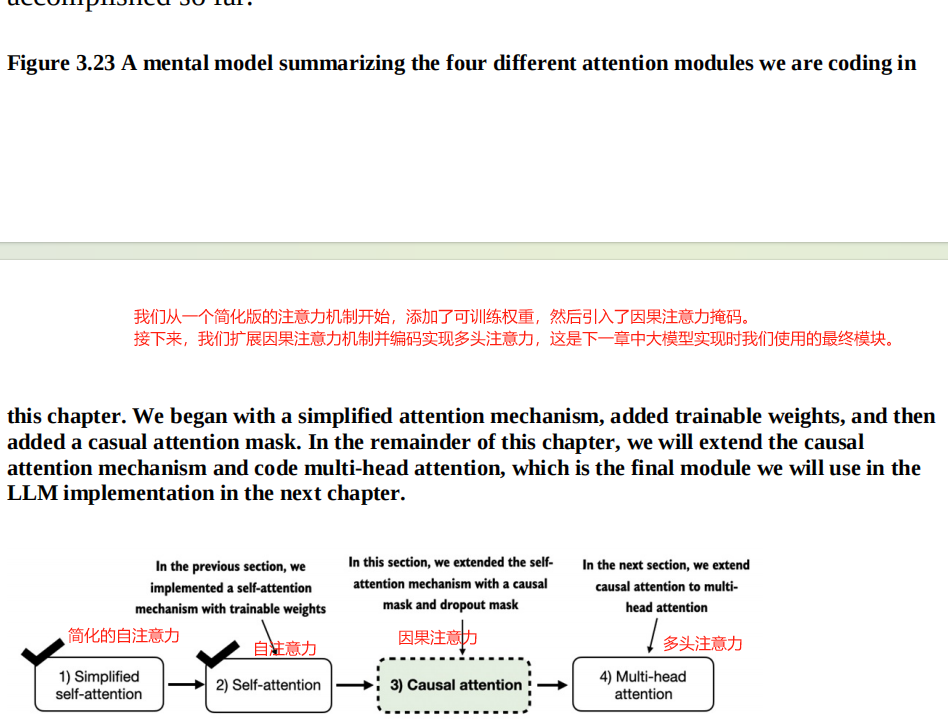 accomplished so far.
Figure 3.23 A mental model summarizing the four different attention modules we are coding in
我们从一个简化版的注意力机制开始，添加了可训练权重，然后引入了因果注意力掩码。
接下来，我们扩展因果注意力机制并编码实现多头注意力，这是下一章中大模型实现时我们使用的最终模块。
this chapter. We began with a simplified attention mechanism, added trainable weights, and then
added a casual attention mask. In the remainder of this chapter, we will extend the causal
attention mechanism and code multi-head attention, which is the final module we will use in the
LLM implementation in the next chapter.
In the previous section, we
implemented a self-attention
mechanism with trainable weights
In this section, we extended the self-
attention mechanism with a causal
mask and dropout mask
In the next section, we extend
causal attention to multi-
head attention
简化的自注意力
自注意力
因果注意力
多头注意力
1) Simplified
self-attention
2) Self-attention
3) Causal attention
4) Multi-head
attention